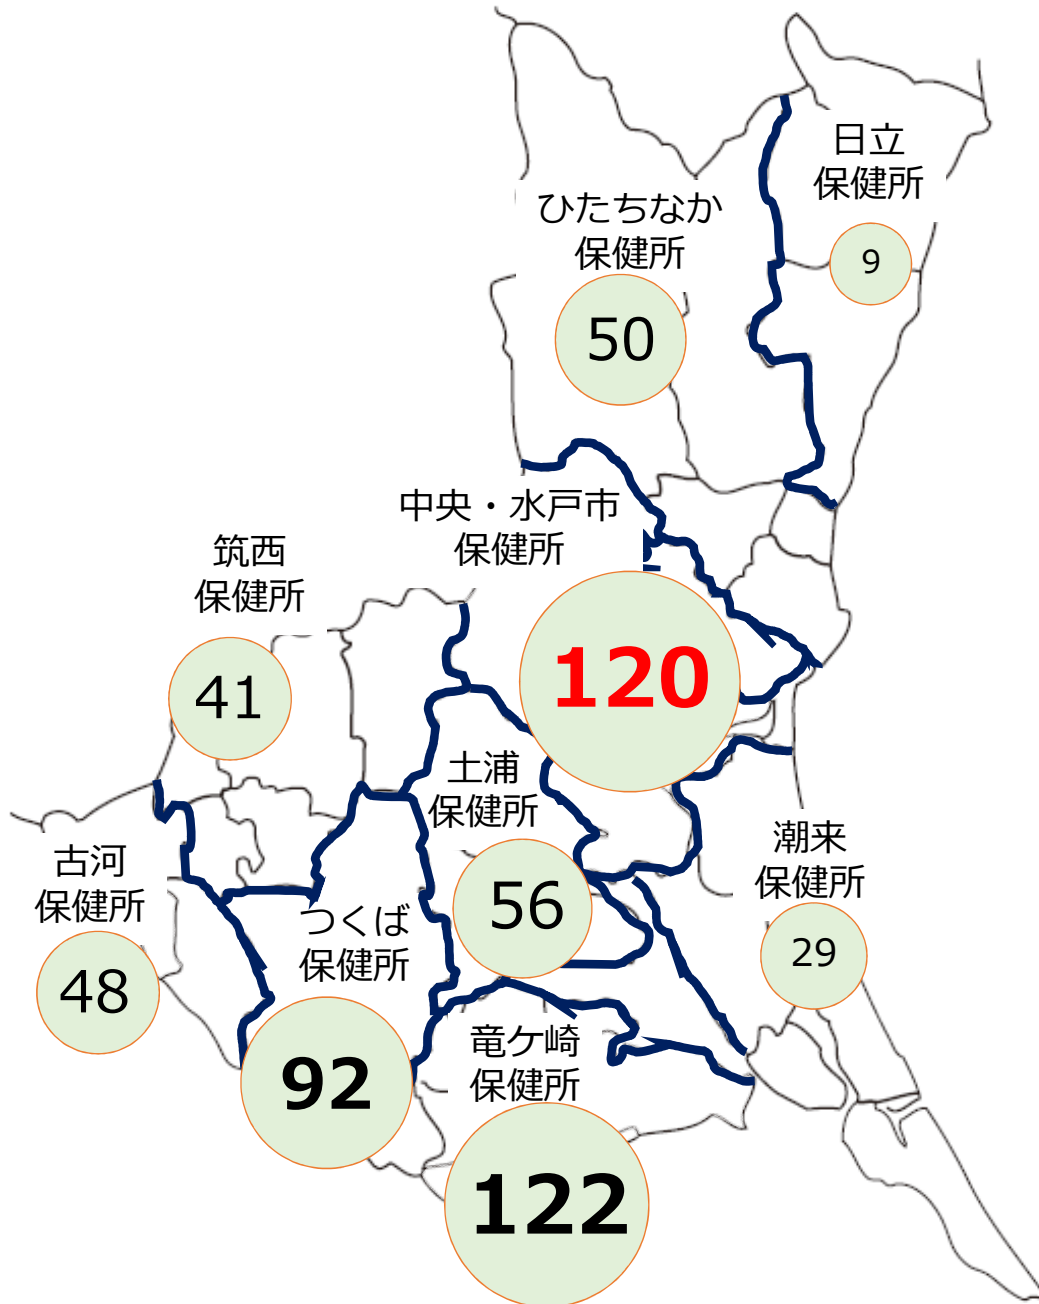 日立
保健所
9
ひたちなか
保健所
50
中央・水戸市
保健所
120
筑西
保健所
41
土浦
保健所
56
潮来
保健所
29
古河
保健所
48
つくば
保健所
92
竜ケ崎
保健所
122